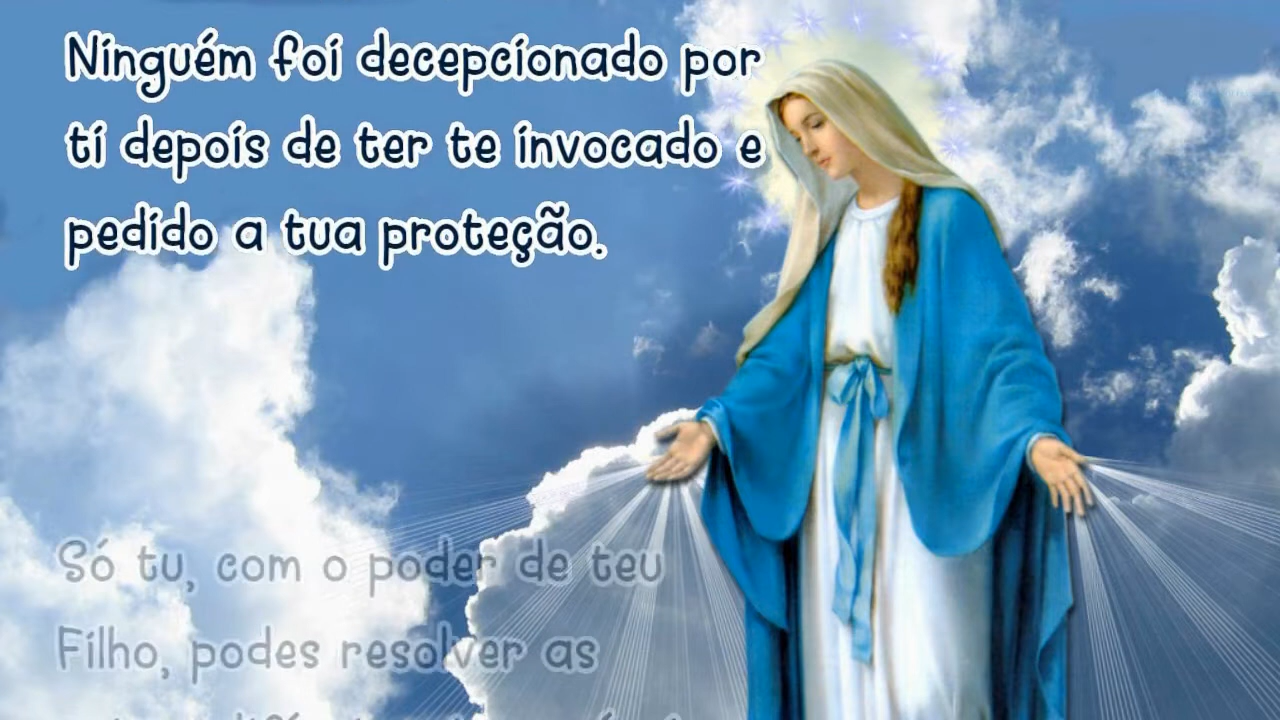 Ninguém foi decepcionado por
ti depois de ter te invocado e
pedido a tua proteção.
Só tu, com o poder de teu
Filho, podes resolver as